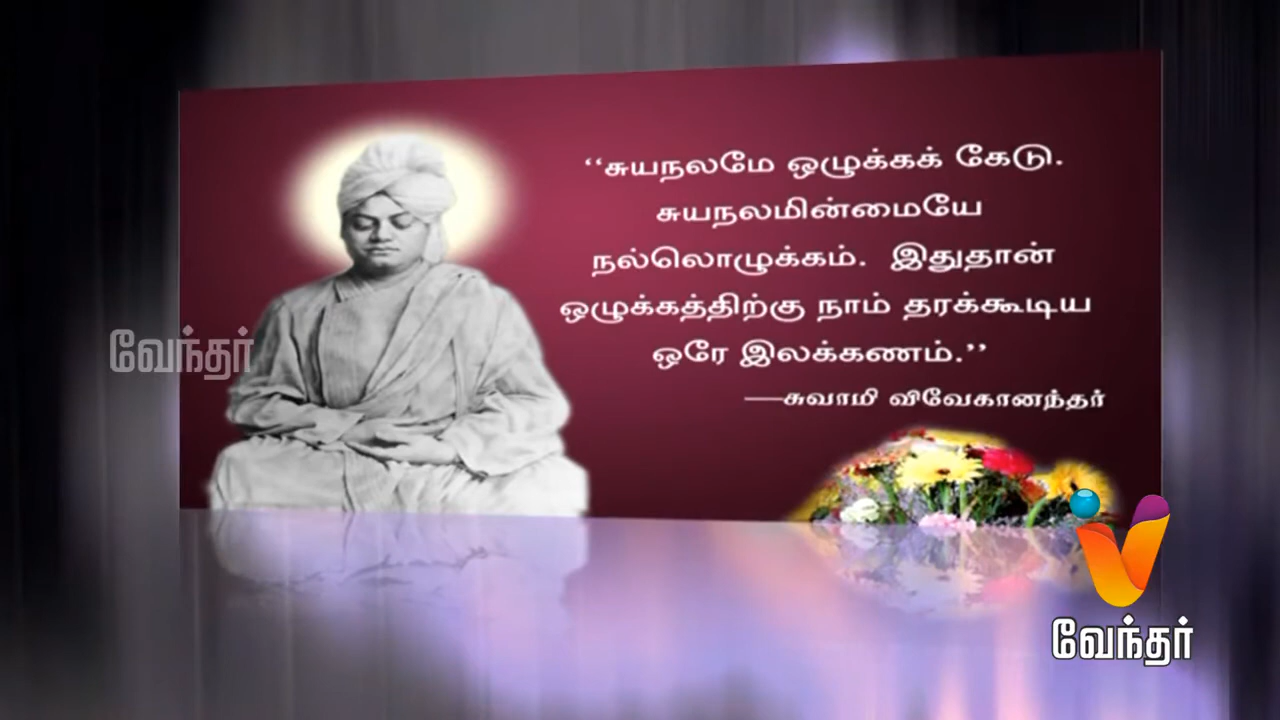 “சுயநலமே ஒழுக்கக் கேடு.
சுயநலமின்மையே
நல்லொழுக்கம். இதுதான்
ஒழுக்கத்திற்கு நாம் தரக்கூடிய
ஒரே இலக்கணம்.”
—சுவாமி விவேகானந்தர்
வேந்தர்
வேந்தர்